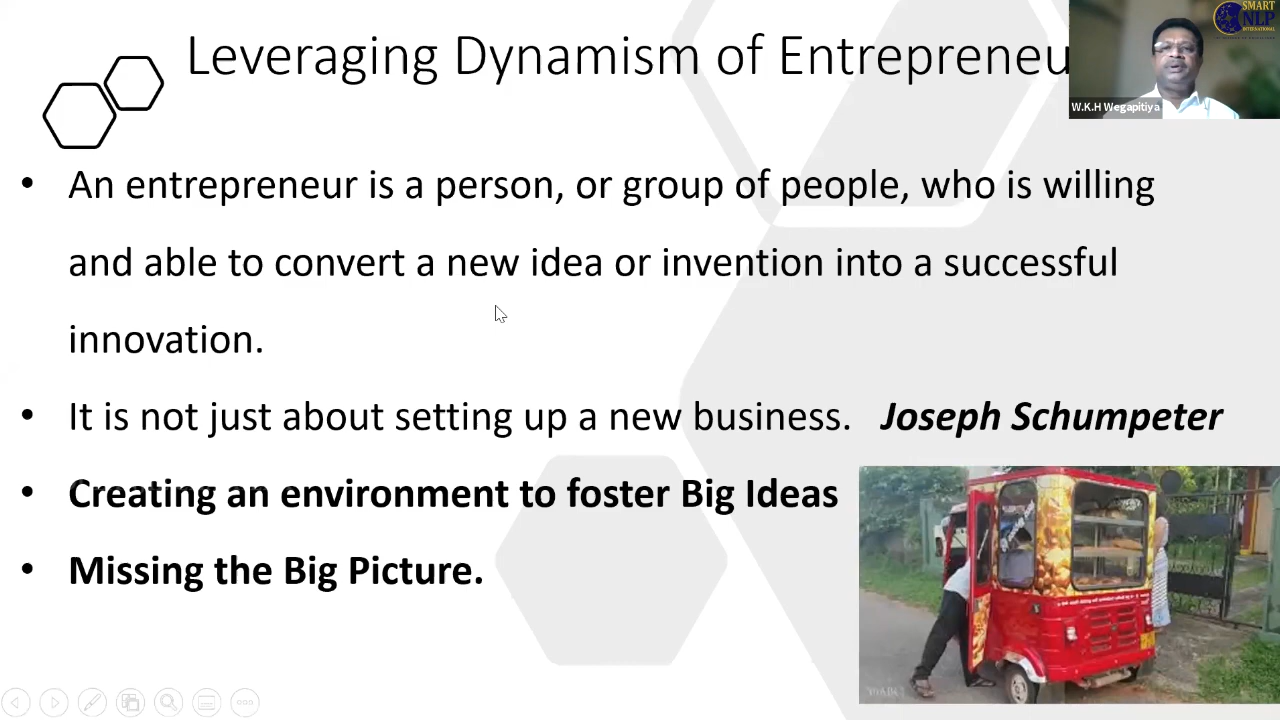 Leveraging Dynamism of Entrepreneu
SMART
NLP
INTERNATIONAL
W.K.H Wegapitiya
• An entrepreneur is a person, or group of people, who is willing
and able to convert a new idea or invention into a successful
innovation.
• It is not just about setting up a new business. Joseph Schumpeter
• Creating an environment to foster Big Ideas
• Missing the Big Picture.